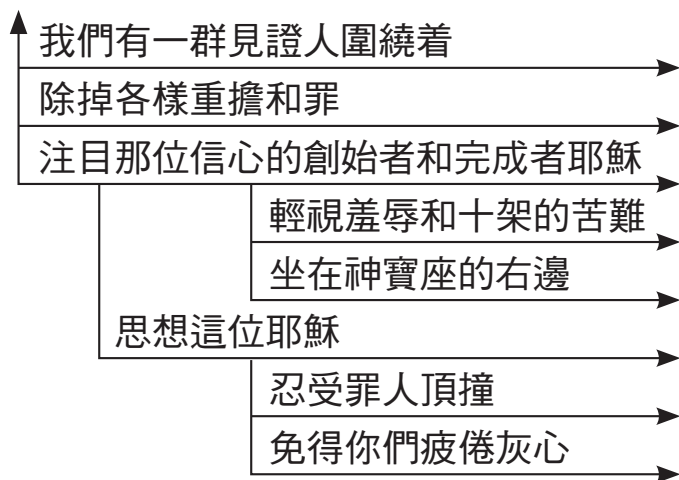 我們有一群見證人圍繞着
除掉各樣重擔和罪
注目那位信心的創始者和完成者耶穌
輕視羞辱和十架的苦難
坐在神寶座的右邊
思想這位耶穌
忍受罪人頂撞
免得你們疲倦灰心